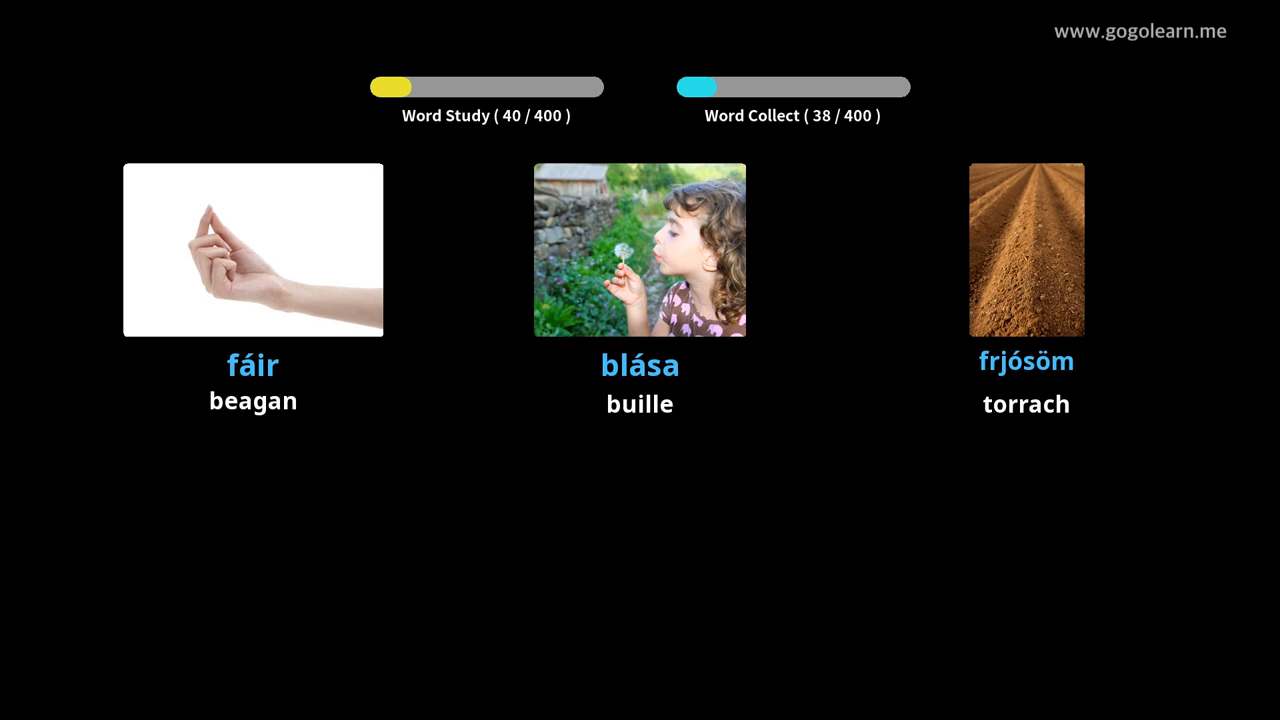 www.gogolearn.me
Word Study ( 40 / 400 )
Word Collect ( 38 / 400 )
fáir
beagan
blása
buille
frjósöm
torrach